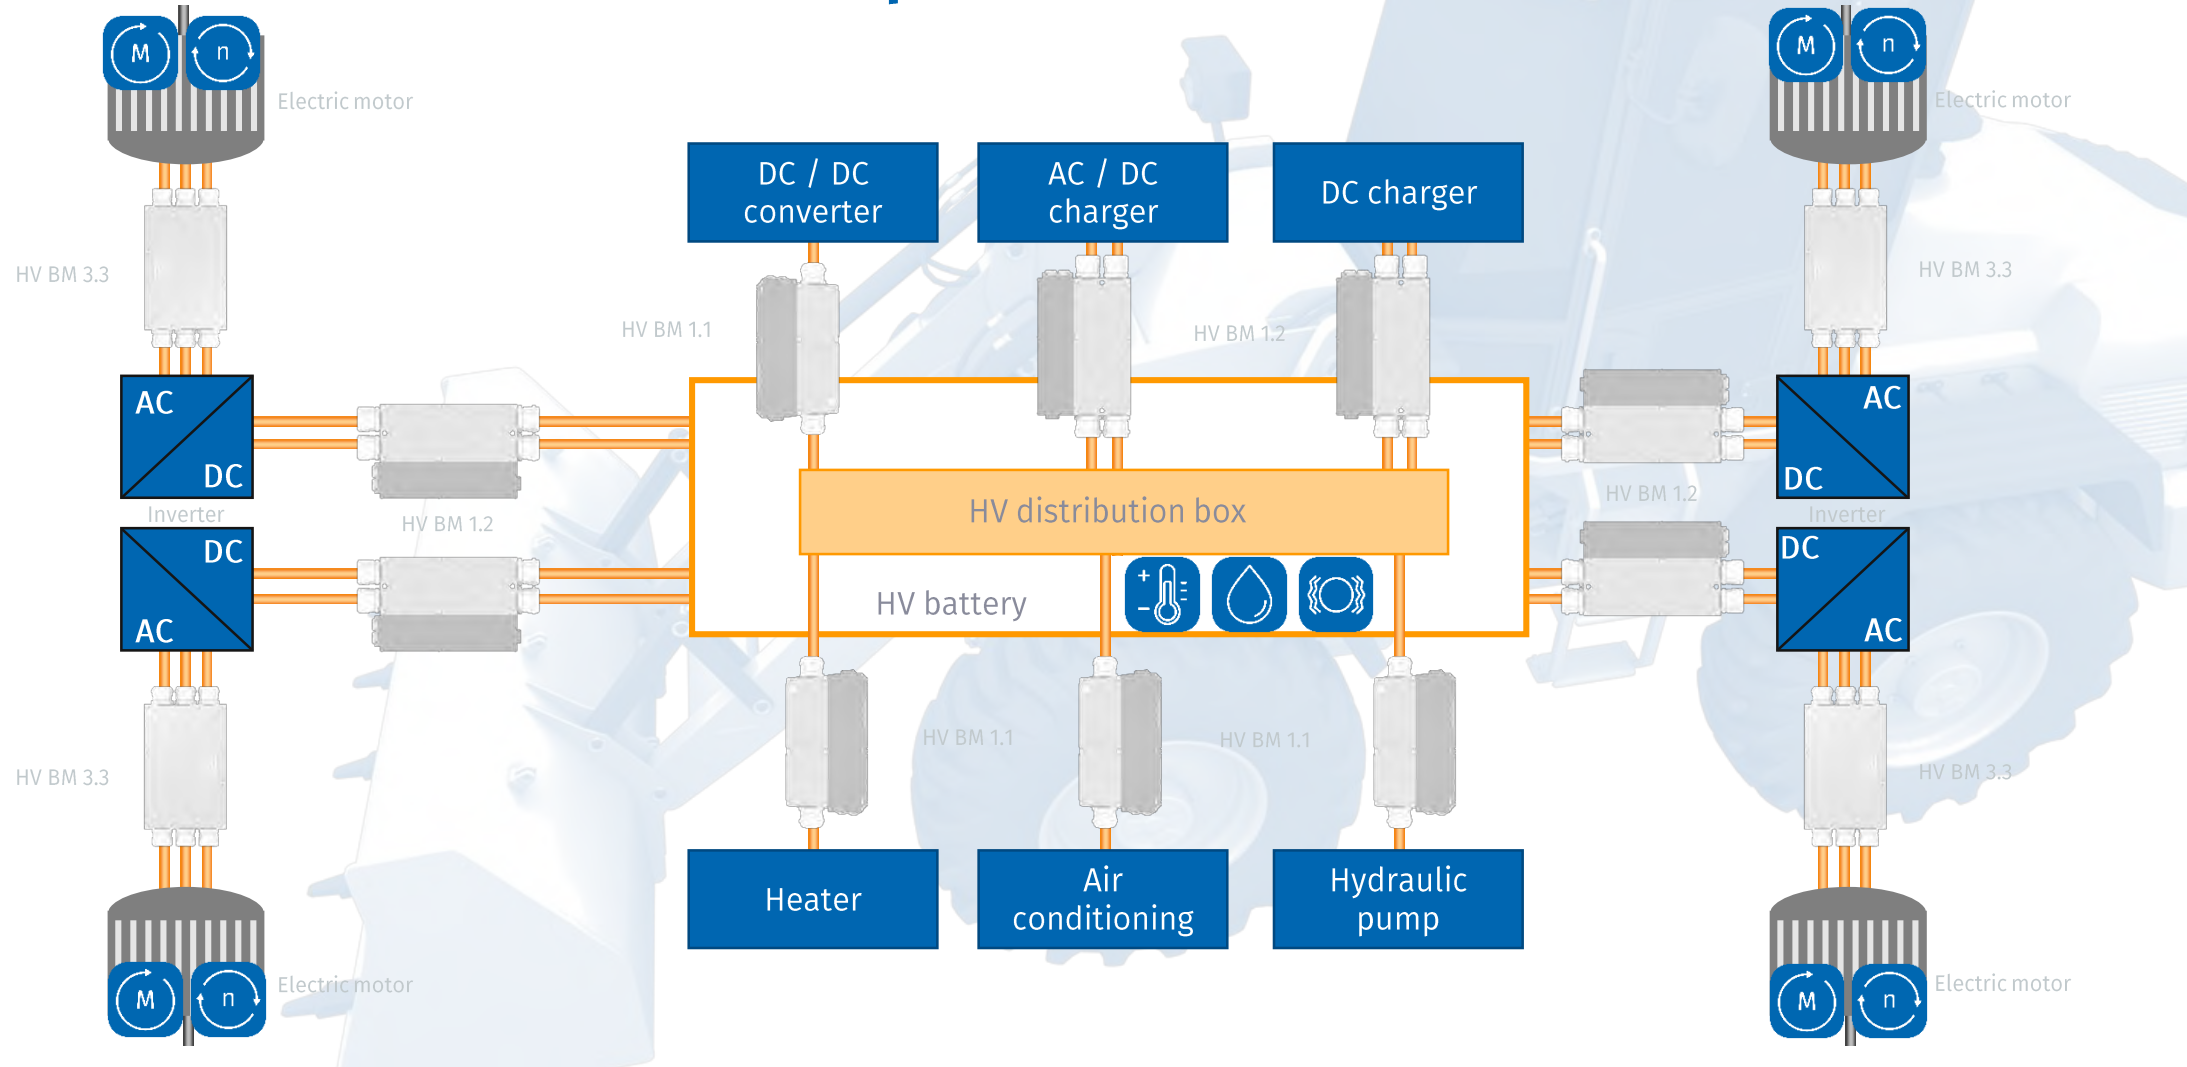 M
n
Electric motor
M
n
Electric motor
DC / DC
converter
AC / DC
charger
DC charger
HV BM 3.3
HV BM 1.1
HV BM 1.2
HV BM 3.3
AC
DC
Inverter
DC
AC
HV BM 1.2
HV distribution box
HV battery
+
−
AC
DC
HV BM 1.2
Inverter
DC
AC
HV BM 3.3
HV BM 1.1
HV BM 1.1
HV BM 3.3
Heater
Air
conditioning
Hydraulic
pump
Electric motor
M
n
Electric motor
M
n